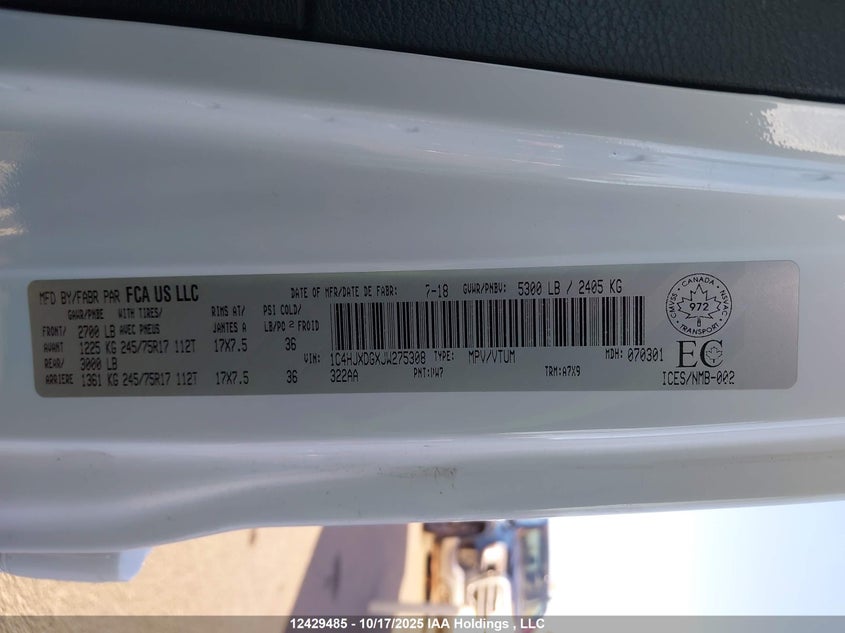 MFD BY/FABR PAR FCA US LLC
DATE OF MFR/DATE DE FABR: 7-18 GVWR/PNBV: 5300 LB / 2405 KG
GAWR/PNBE WITH TIRES/ RIMS AT/ PSI COLD/
FRONT/ 2700 LB AVEC PNEUS JANTES A LB/PO² FROID
AVANT 1225 KG 245/75R17 112T 17X7.5 36
REAR/ 3000 LB
ARRIERE 1361 KG 245/75R17 112T 17X7.5 36
VIN: 1C4HJXDGXJW275308 TYPE: MPV/VTUM MDH: 070301
322AA PNT:PW7 TRM:A7X9
CMVSS CANADA NSVAC
972
TRANSPORT
EC
ICES/NMB-002
12429485 - 10/17/2025 IAA Holdings , LLC